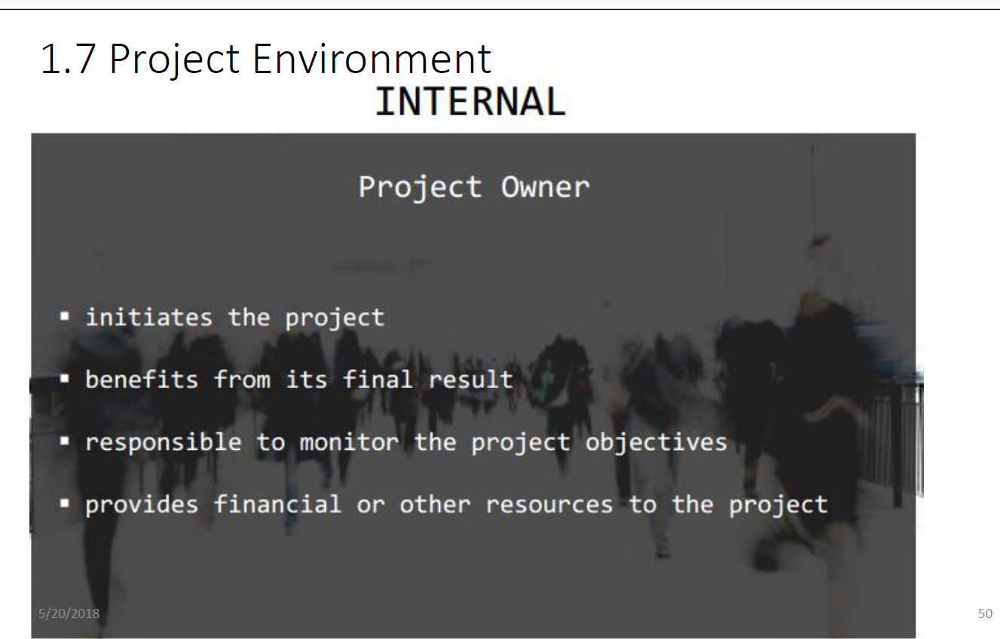 1.7 Project Environment
INTERNAL
Project Owner
▪ initiates the project
▪ benefits from its final result
▪ responsible to monitor the project objectives
▪ provides financial or other resources to the project
5/20/2018
50